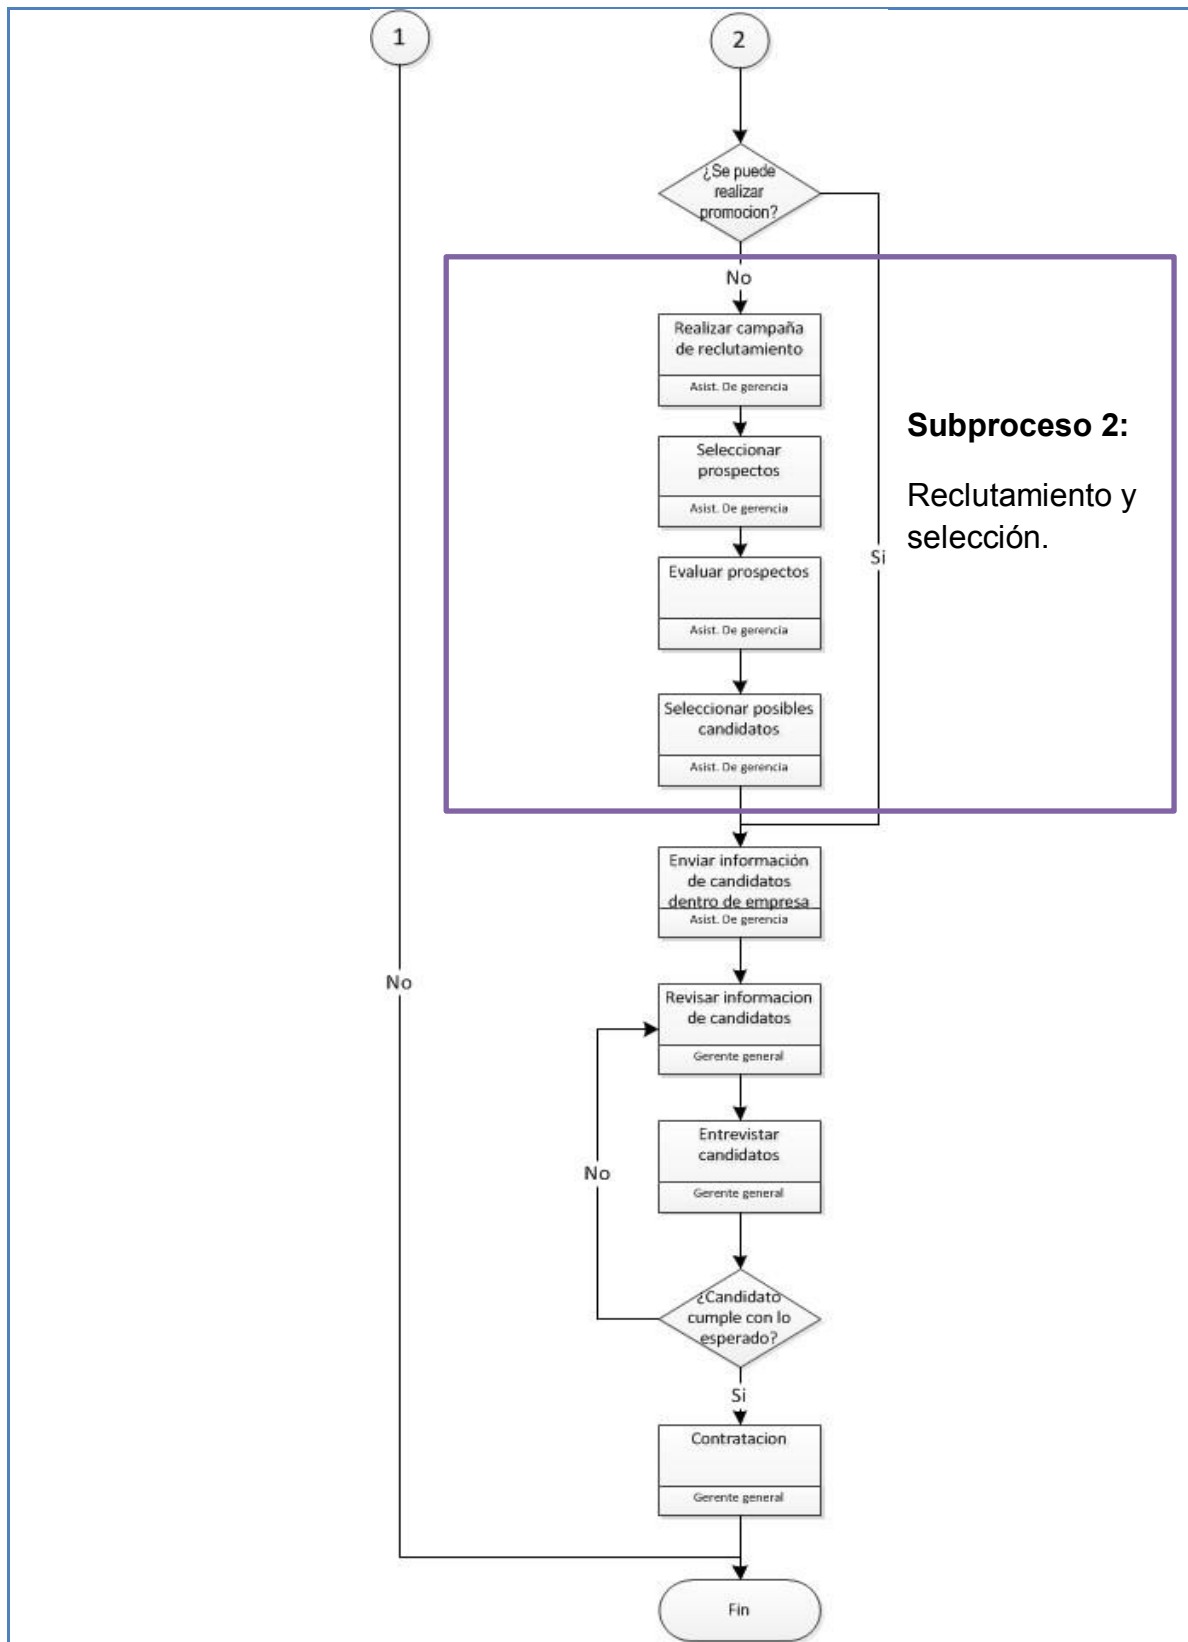 1
2
¿Se puede
realizar
promocion?
No
Realizar campaña
de reclutamiento
Asist. De gerencia
Seleccionar
prospectos
Asist. De gerencia
Subproceso 2:
Reclutamiento y
selección.
Si
Evaluar prospectos
Asist. De gerencia
Seleccionar posibles
candidatos
Asist. De gerencia
Enviar información
de candidatos
dentro de empresa
Asist. De gerencia
No
Revisar informacion
de candidatos
Gerente general
Entrevistar
candidatos
Gerente general
No
¿Candidato
cumple con lo
esperado?
Si
Contratacion
Gerente general
Fin